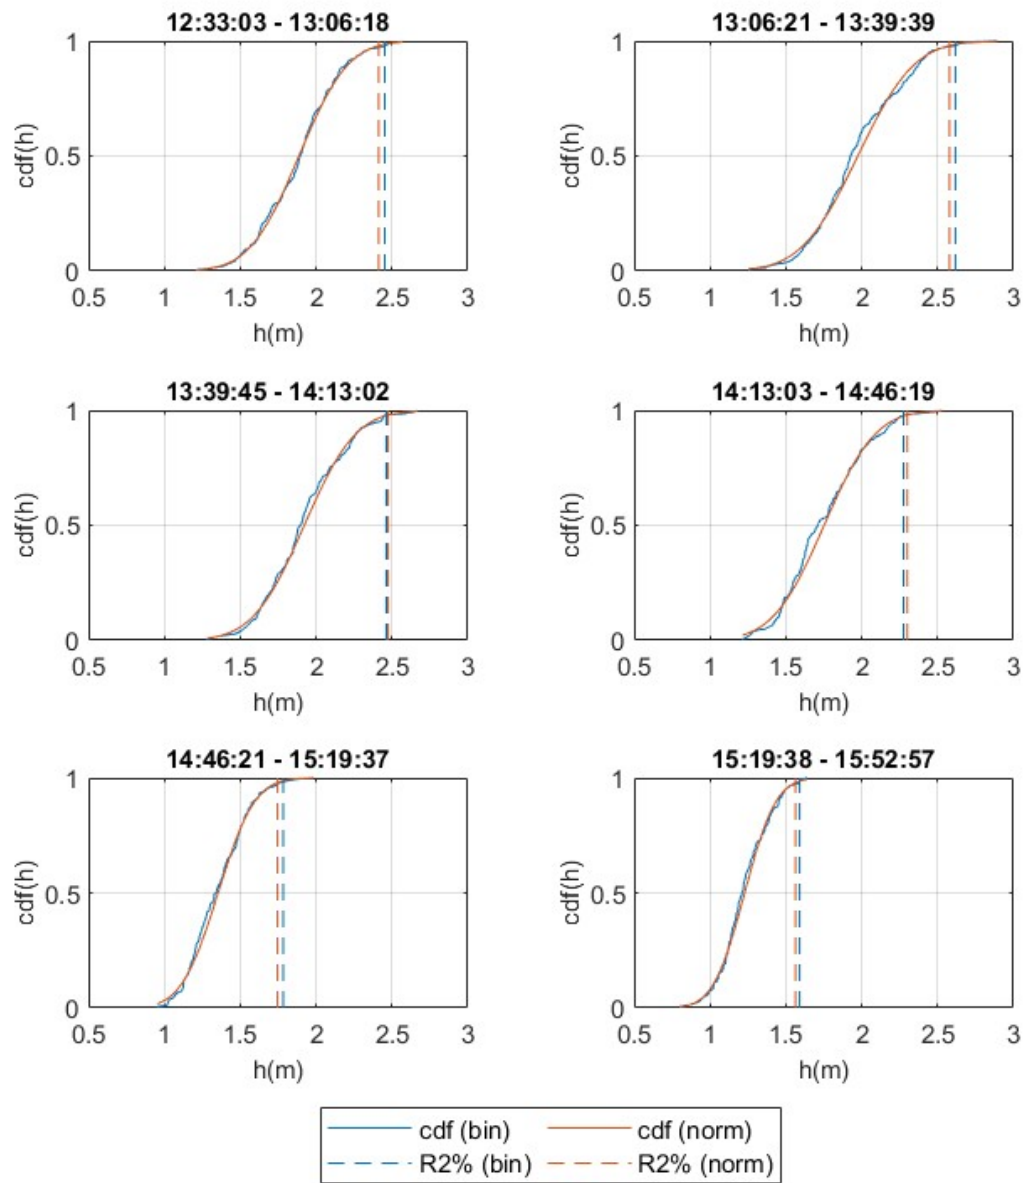 12:33:03 - 13:06:18
13:06:21 - 13:39:39
1
0.5
0
cdf(h)
0.5 1 1.5 2 2.5 3
h(m)
1
0.5
0
cdf(h)
0.5 1 1.5 2 2.5 3
h(m)
13:39:45 - 14:13:02
14:13:03 - 14:46:19
1
0.5
0
cdf(h)
0.5 1 1.5 2 2.5 3
h(m)
1
0.5
0
cdf(h)
0.5 1 1.5 2 2.5 3
h(m)
14:46:21 - 15:19:37
15:19:38 - 15:52:57
1
0.5
0
cdf(h)
0.5 1 1.5 2 2.5 3
h(m)
1
0.5
0
cdf(h)
0.5 1 1.5 2 2.5 3
h(m)
cdf (bin) cdf (norm)
R2% (bin) R2% (norm)